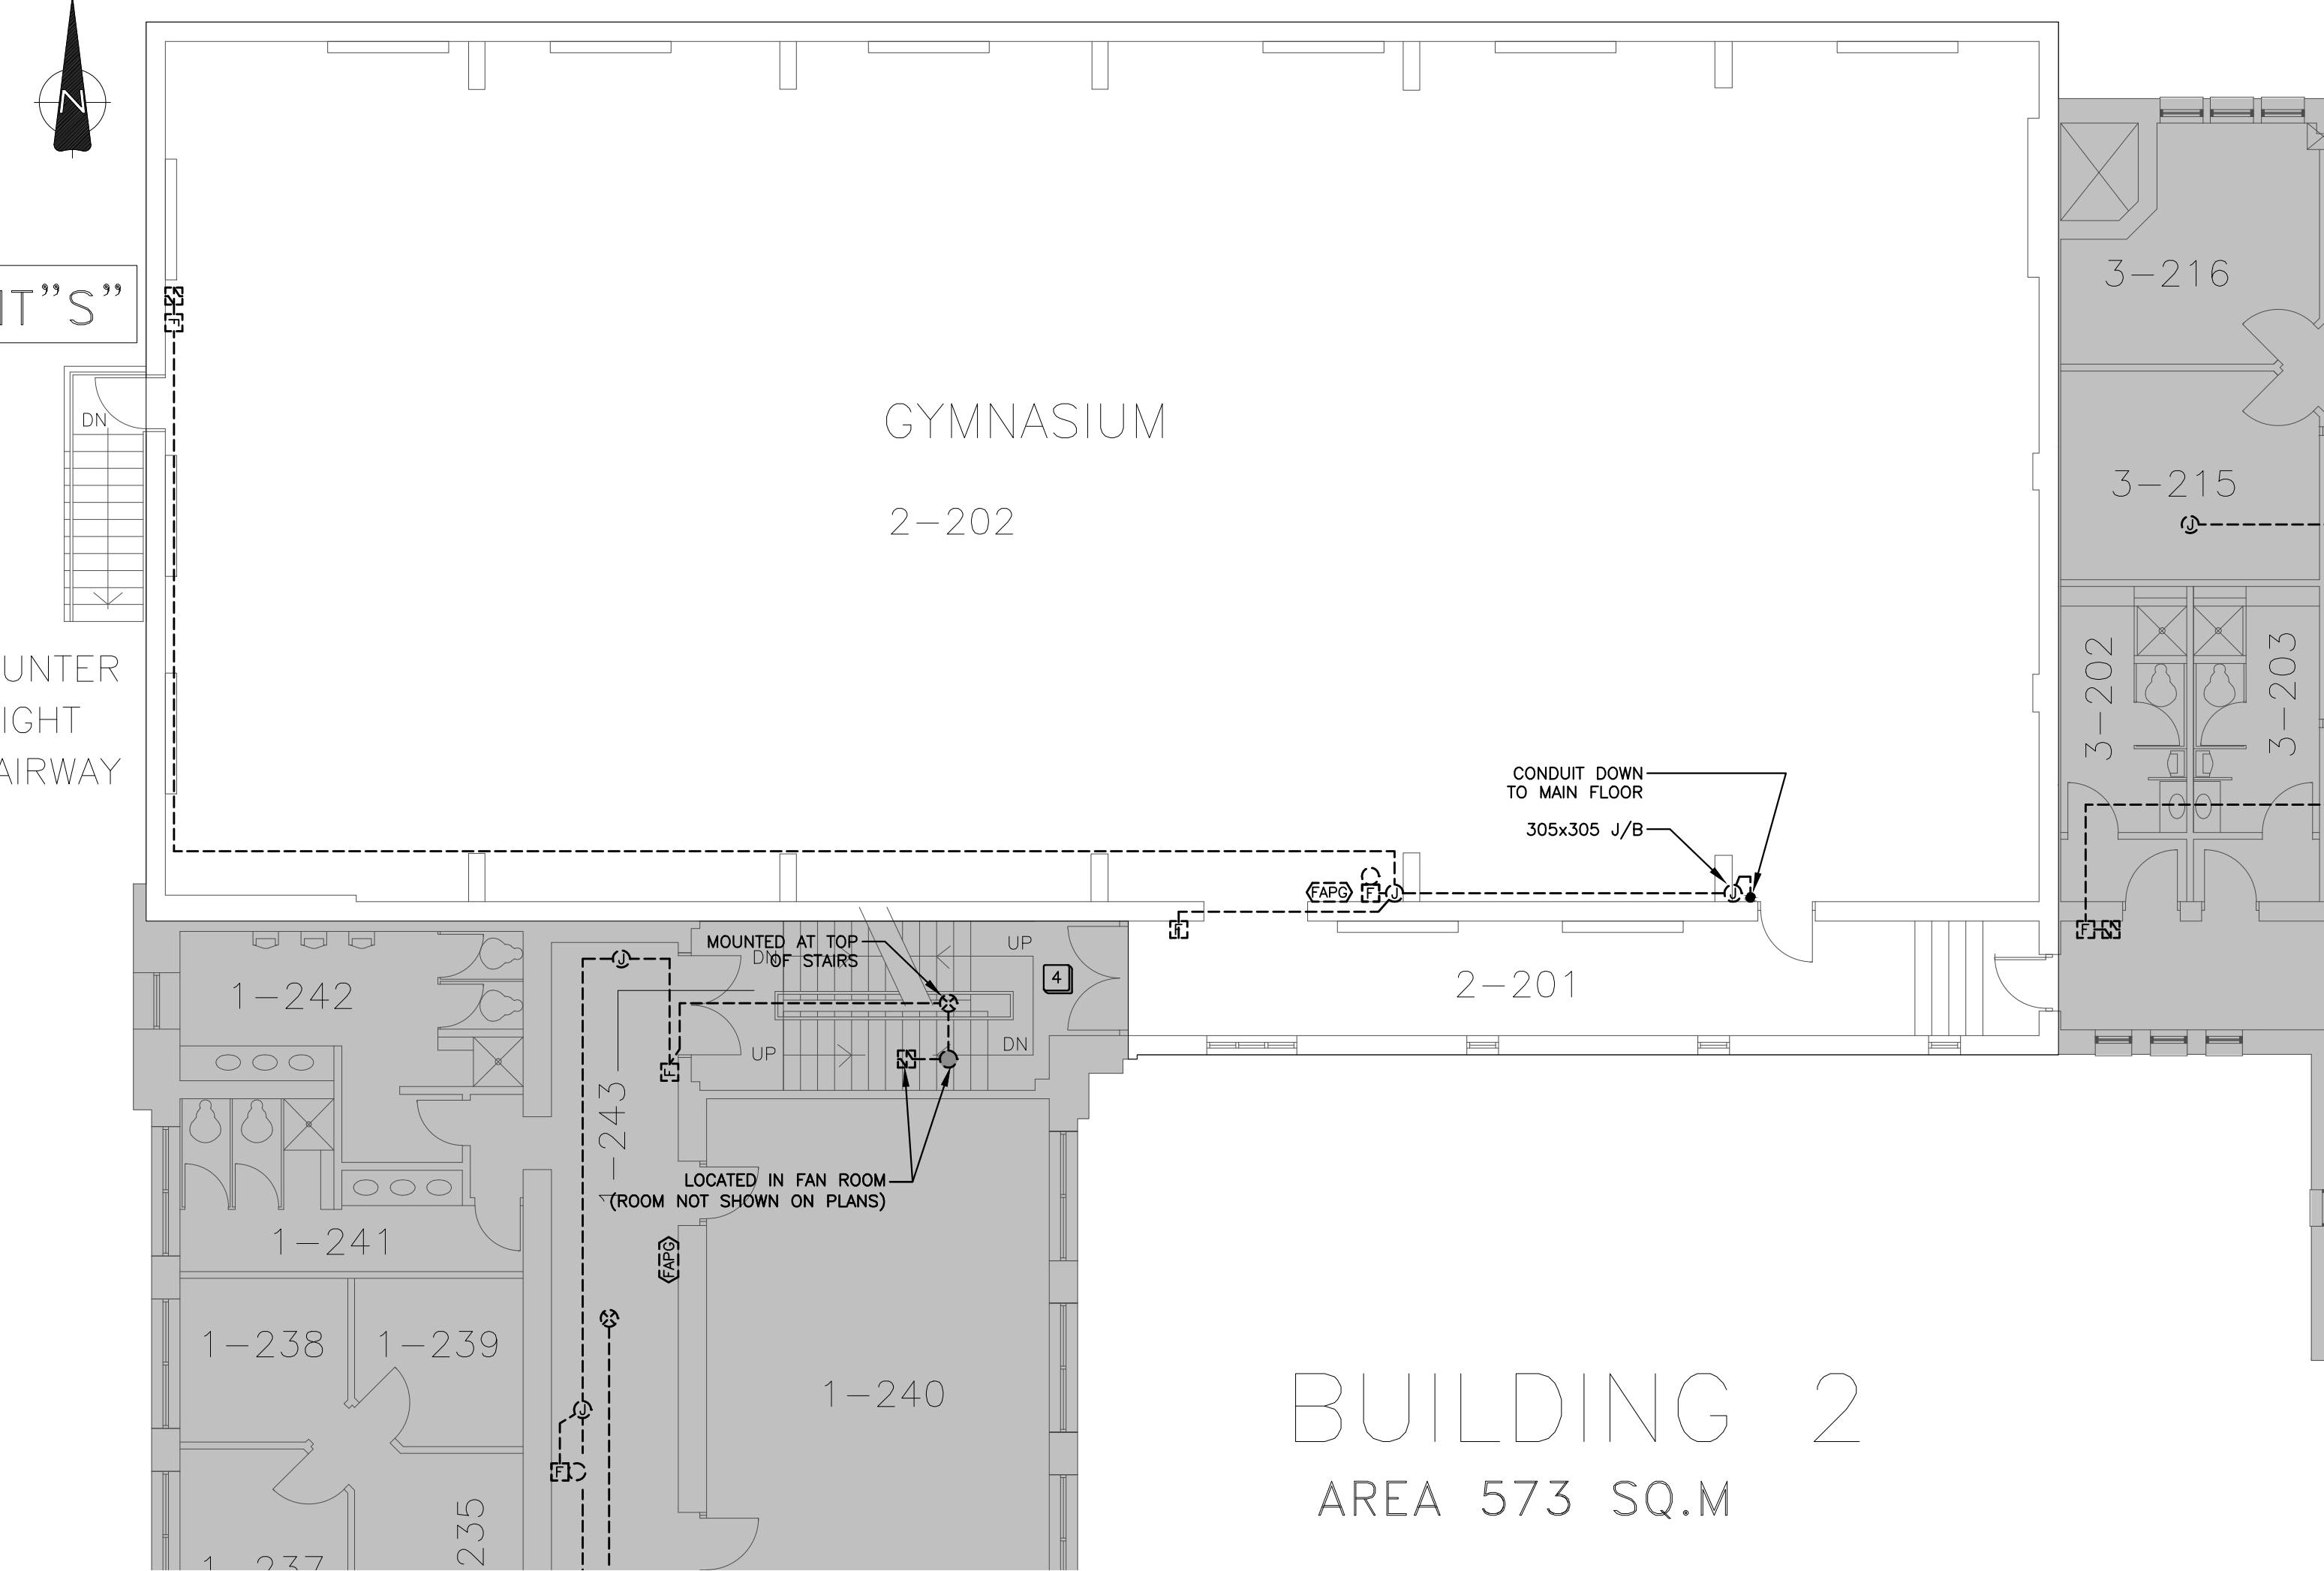 N
IT"S"
3-216
DN
GYMNASIUM
3-215
2-202
J
F
UNTER
IGHT
AIRWAY
3-202
3-203
CONDUIT DOWN
TO MAIN FLOOR
305x305 J/B
FAPG
F
J
J
F
F
MOUNTED AT TOP
OF STAIRS
DN
UP
J
4
1-242
2-201
UP
DN
F
1-243
LOCATED IN FAN ROOM
(ROOM NOT SHOWN ON PLANS)
1-241
FAPG
1-238
1-239
1-240
BUILDING 2
J
F
AREA 573 SQ.M
235
1-237